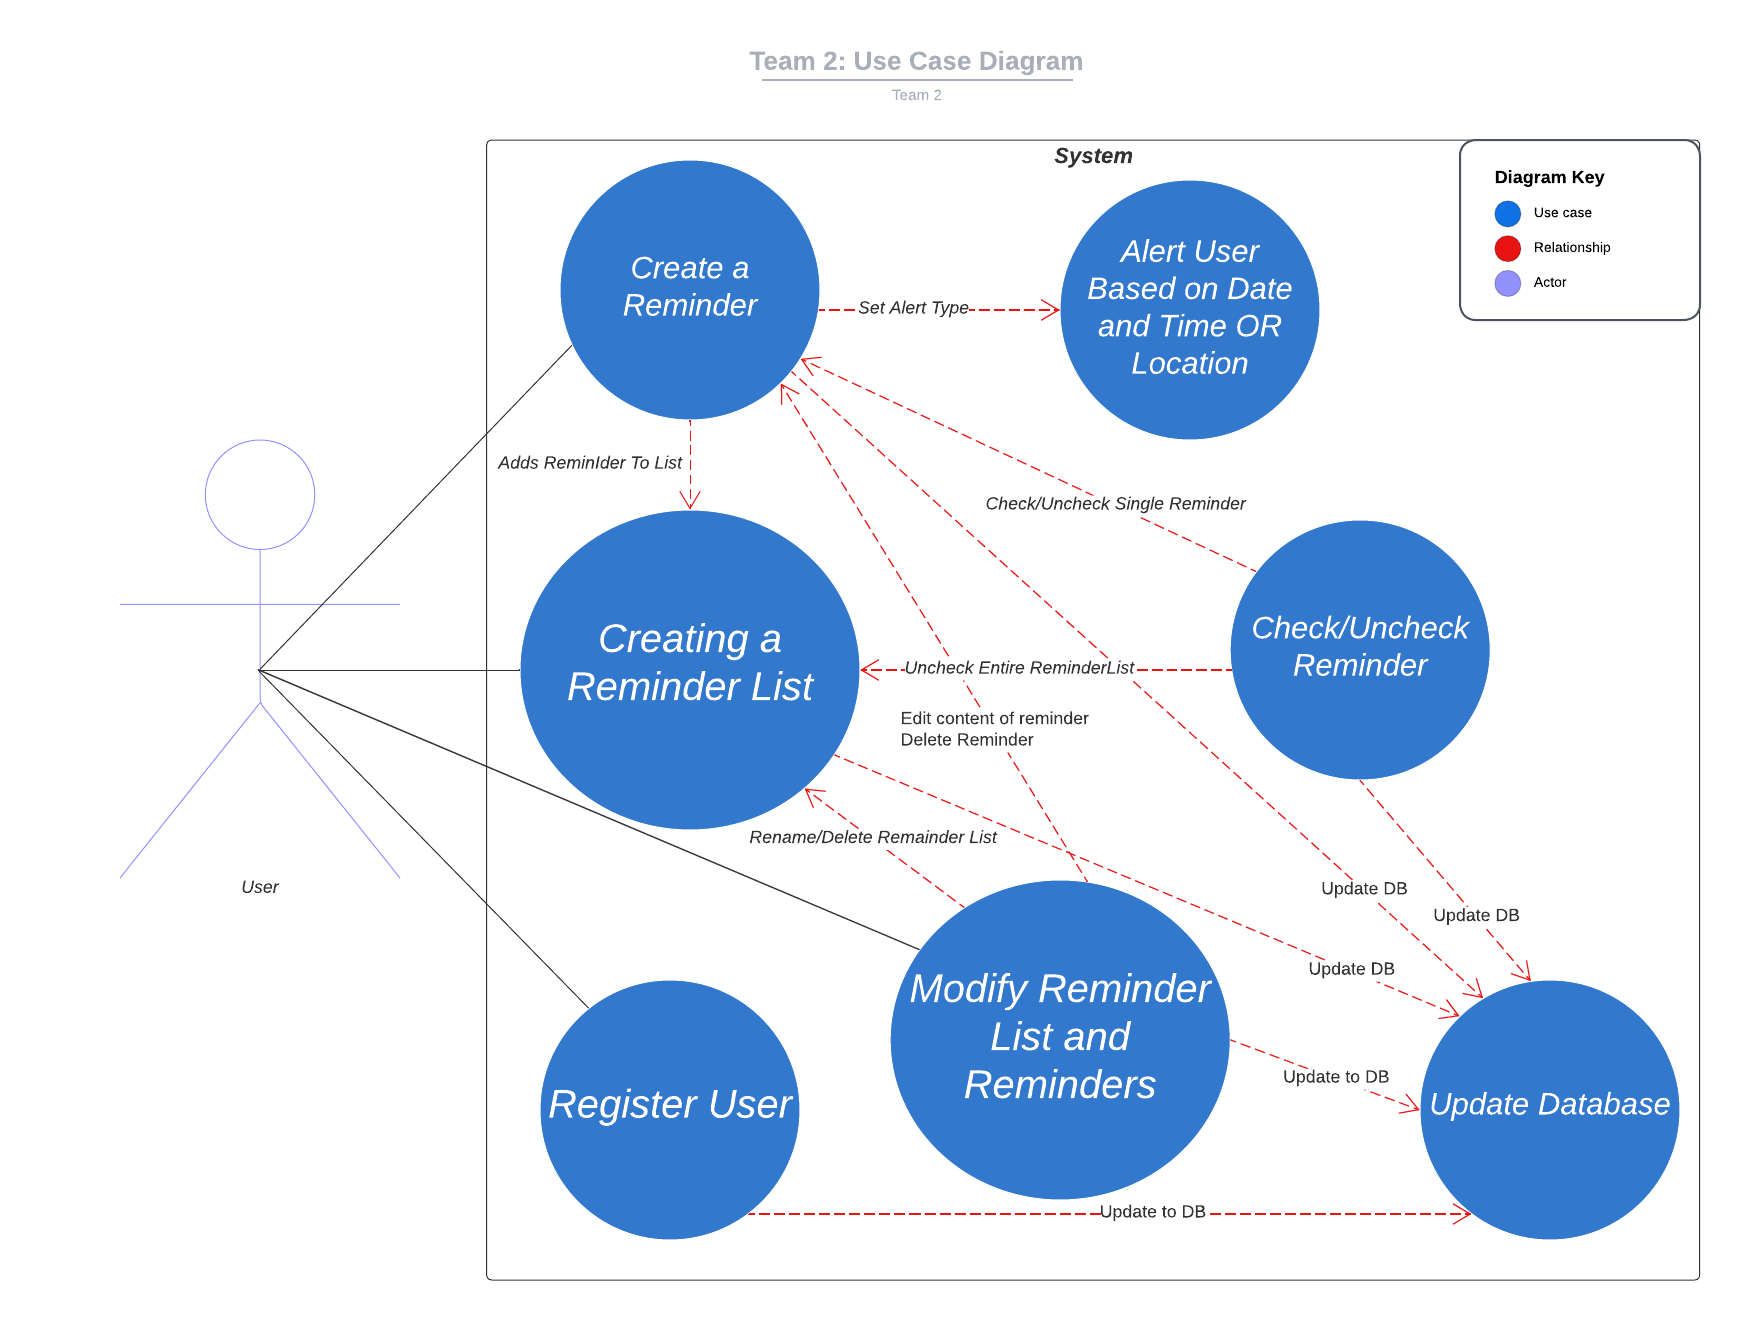 Team 2: Use Case Diagram
Team 2
System
Diagram Key
Use case
Relationship
Actor
Create a
Reminder
Alert User
Based on Date
and Time OR
Location
Set Alert Type
Adds ReminIder To List
Check/Uncheck Single Reminder
Creating a
Reminder List
Check/Uncheck
Reminder
Uncheck Entire ReminderList
Edit content of reminder
Delete Reminder
Rename/Delete Remainder List
User
Update DB
Update DB
Update DB
Modify Reminder
List and
Reminders
Update to DB
Register User
Update Database
Update to DB